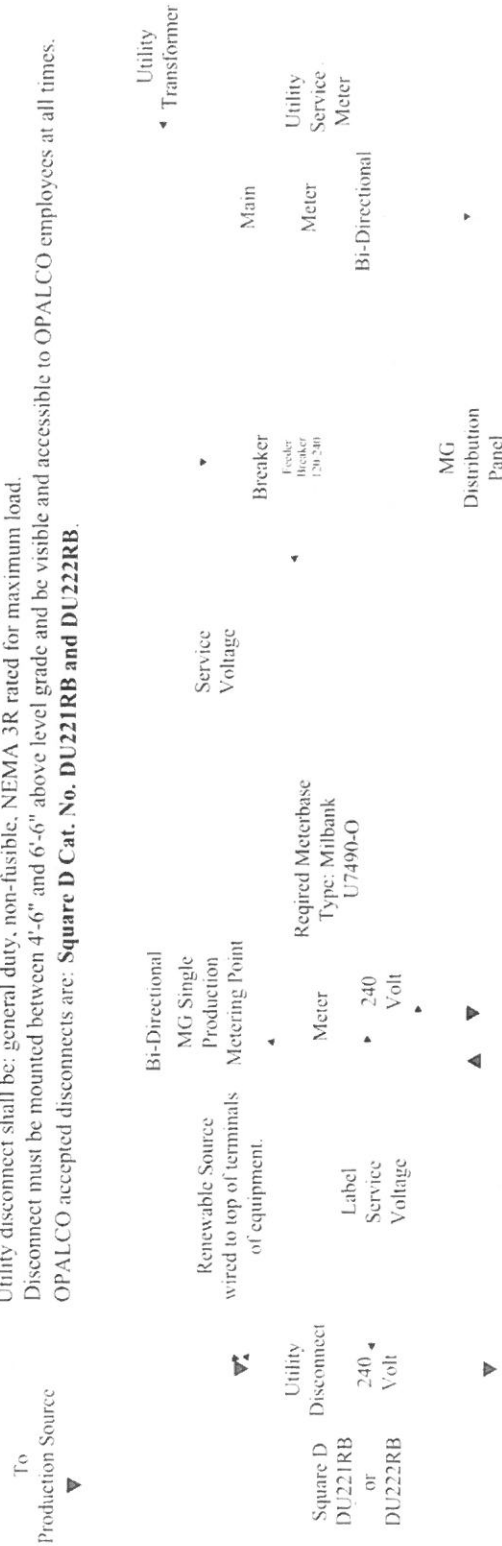 Utility disconnect shall be: general duty, non-fusible, NEMA 3R rated for maximum load.
Disconnect must be mounted between 4'-6" and 6'-6" above level grade and be visible and accessible to OPALCO employees at all times.
OPALCO accepted disconnects are: Square D Cat. No. DU221RB and DU222RB.
To
Production Source
Square D
DU221RB
or
DU222RB
Utility
Disconnect
240
Volt
Renewable Source
wired to top of terminals
of equipment.
Label
Service
Voltage
Bi-Directional
MG Single
Production
Metering Point
Meter
240
Volt
Reqired Meterbase
Type: Milbank
U7490-O
Service
Voltage
Breaker
Feeder
Breaker
120 240
MG
Distribution
Panel
Main
Meter
Bi-Directional
Utility
Transformer
Utility
Service
Meter